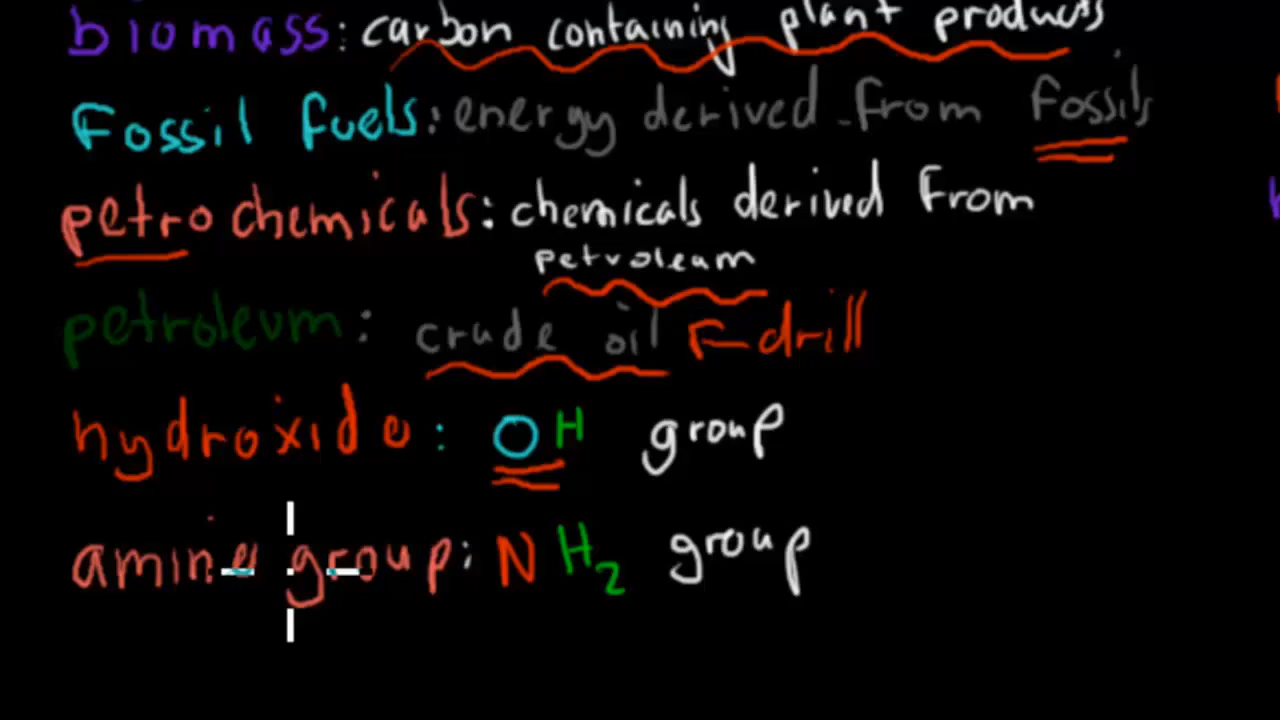 biomass: carbon containing plant products
Fossil fuels: energy derived from fossils
petrochemicals: chemicals derived from
petroleum
petroleum: crude oil drill
hydroxide: OH group
amine group: NH2 group